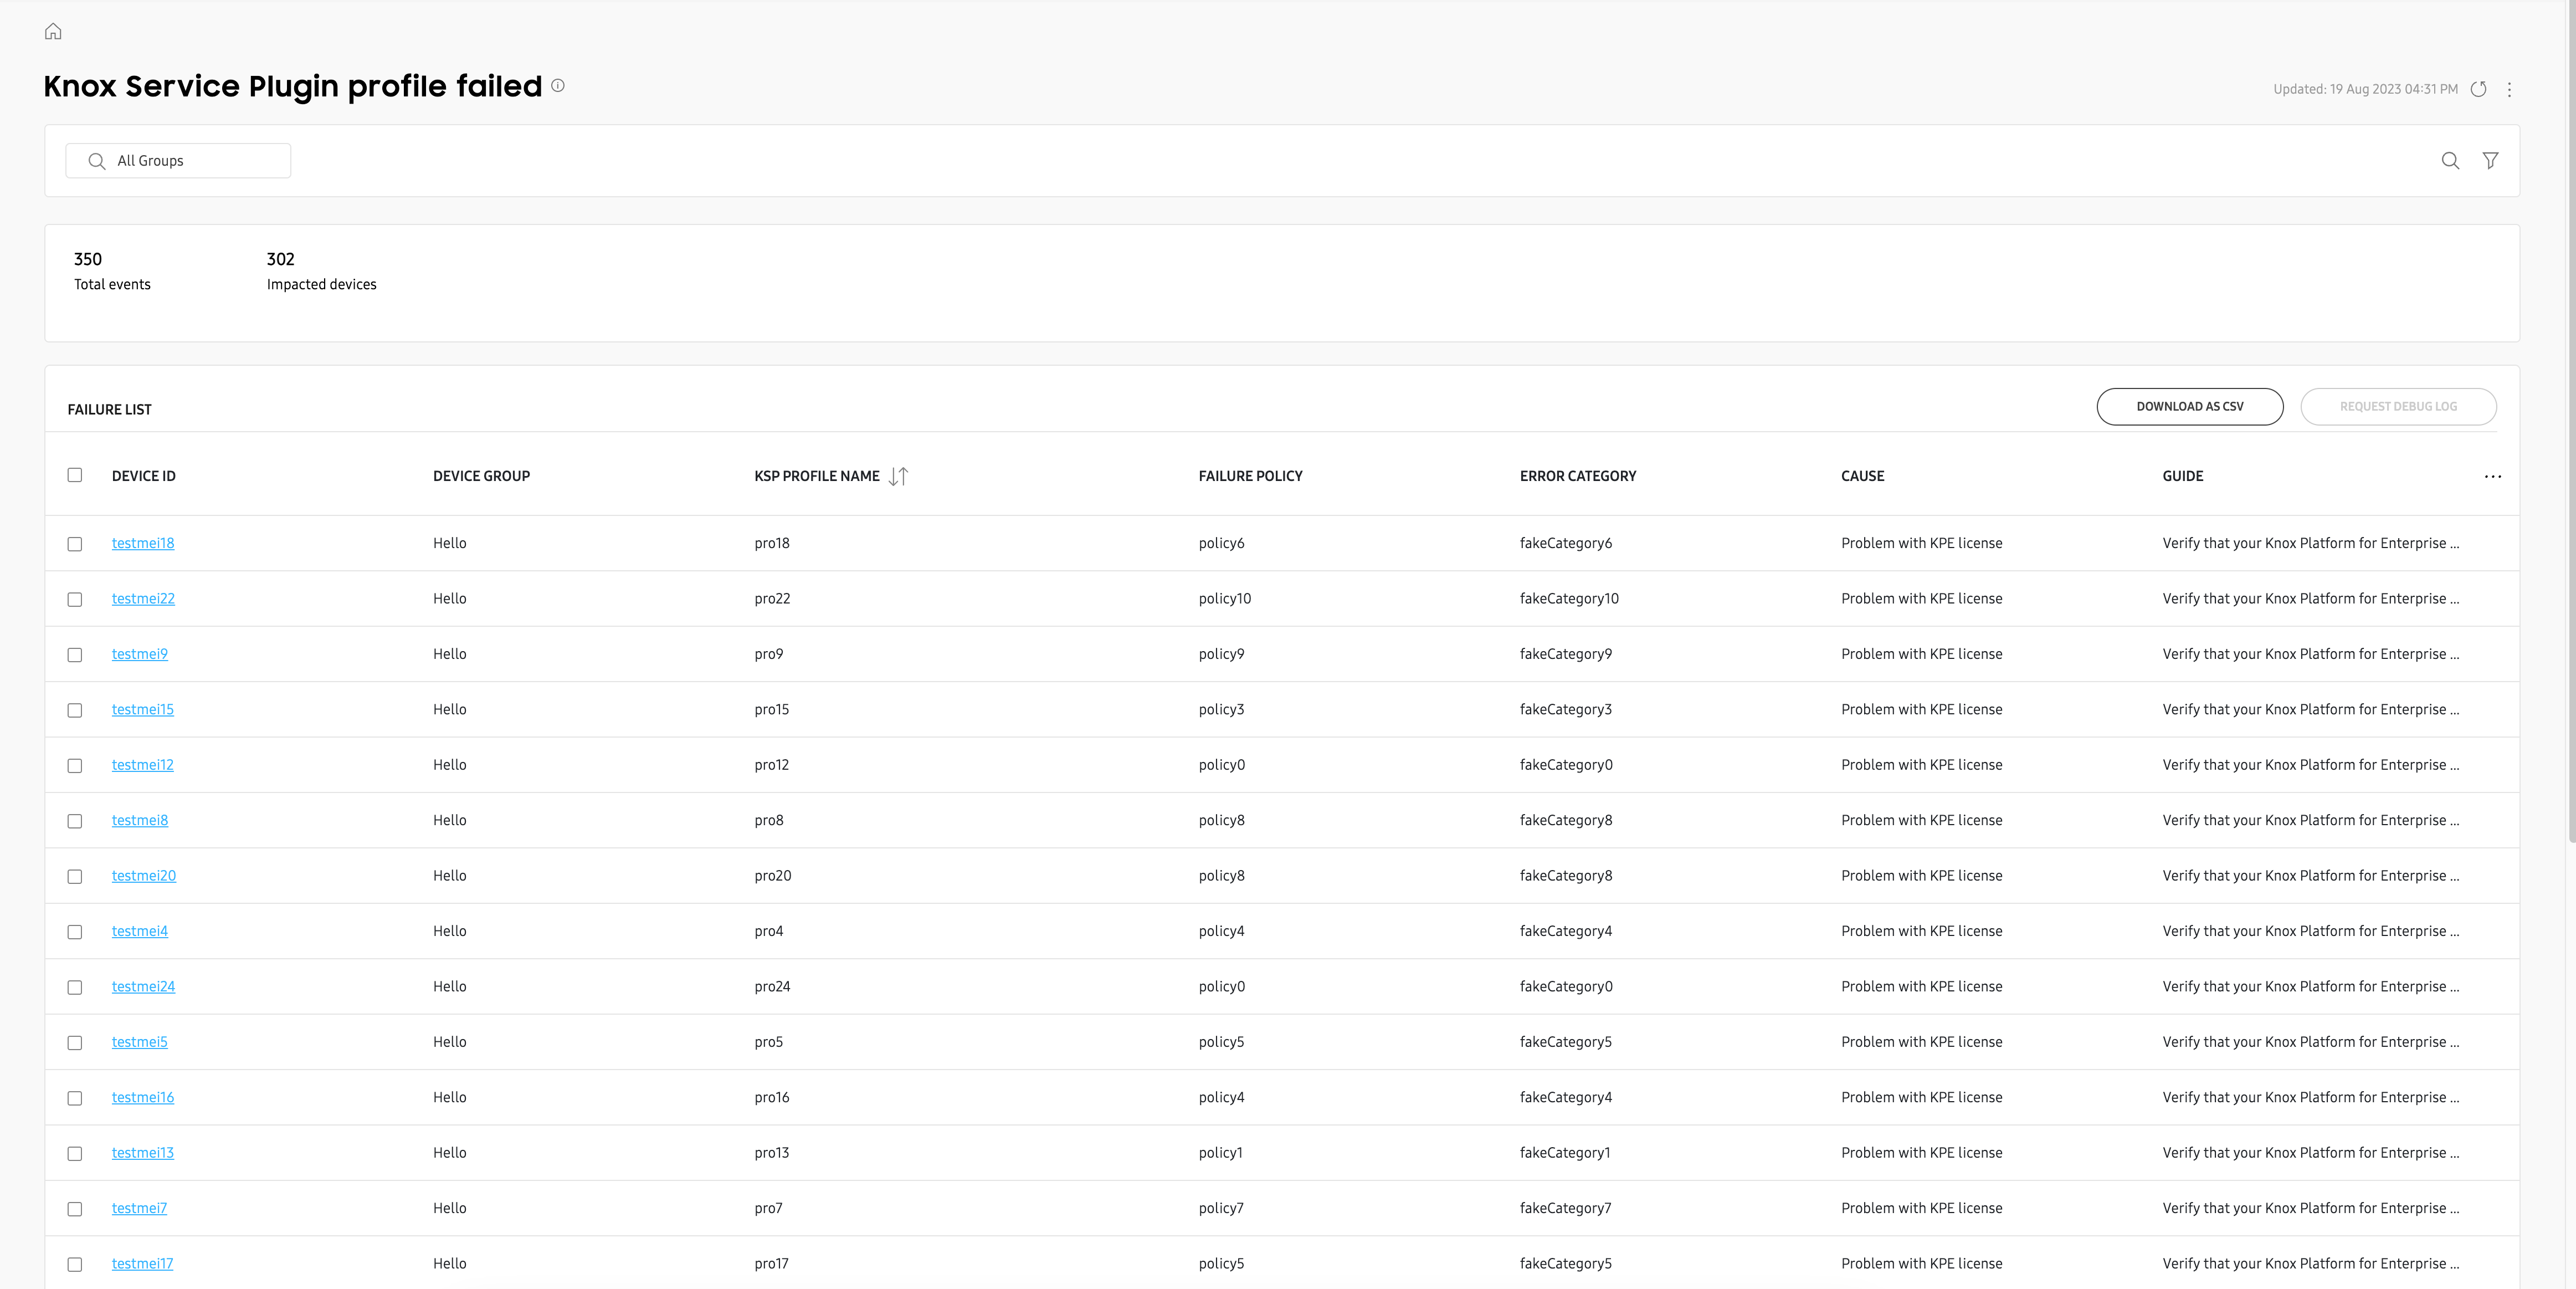 Knox Service Plugin profile failed
Updated: 19 Aug 2023 04:31 PM
All Groups
350 302
Total events Impacted devices
FAILURE LIST DOWNLOAD AS CSV REQUEST DEBUG LOG
DEVICE ID DEVICE GROUP KSP PROFILE NAME FAILURE POLICY ERROR CATEGORY CAUSE GUIDE ...
testmei18 Hello pro18 policy6 fakeCategory6 Problem with KPE license Verify that your Knox Platform for Enterprise ...
testmei22 Hello pro22 policy10 fakeCategory10 Problem with KPE license Verify that your Knox Platform for Enterprise ...
testmei9 Hello pro9 policy9 fakeCategory9 Problem with KPE license Verify that your Knox Platform for Enterprise ...
testmei15 Hello pro15 policy3 fakeCategory3 Problem with KPE license Verify that your Knox Platform for Enterprise ...
testmei12 Hello pro12 policy0 fakeCategory0 Problem with KPE license Verify that your Knox Platform for Enterprise ...
testmei8 Hello pro8 policy8 fakeCategory8 Problem with KPE license Verify that your Knox Platform for Enterprise ...
testmei20 Hello pro20 policy8 fakeCategory8 Problem with KPE license Verify that your Knox Platform for Enterprise ...
testmei4 Hello pro4 policy4 fakeCategory4 Problem with KPE license Verify that your Knox Platform for Enterprise ...
testmei24 Hello pro24 policy0 fakeCategory0 Problem with KPE license Verify that your Knox Platform for Enterprise ...
testmei5 Hello pro5 policy5 fakeCategory5 Problem with KPE license Verify that your Knox Platform for Enterprise ...
testmei16 Hello pro16 policy4 fakeCategory4 Problem with KPE license Verify that your Knox Platform for Enterprise ...
testmei13 Hello pro13 policy1 fakeCategory1 Problem with KPE license Verify that your Knox Platform for Enterprise ...
testmei7 Hello pro7 policy7 fakeCategory7 Problem with KPE license Verify that your Knox Platform for Enterprise ...
testmei17 Hello pro17 policy5 fakeCategory5 Problem with KPE license Verify that your Knox Platform for Enterprise ...